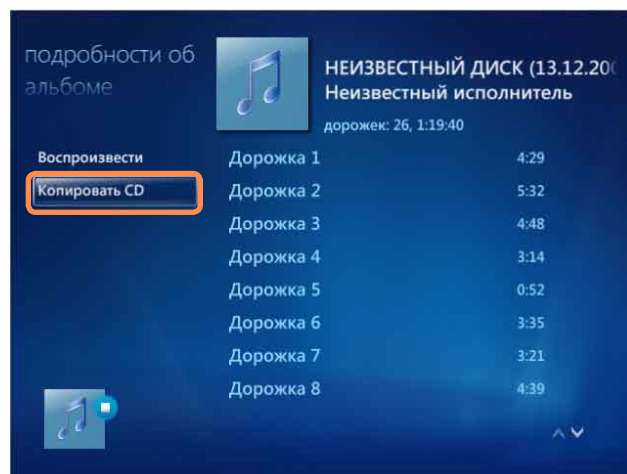 подробности об
альбоме
НЕИЗВЕСТНЫЙ ДИСК (13.12.200
Неизвестный исполнитель
дорожек: 26, 1:19:40
Воспроизвести
Копировать CD
Дорожка 1 4:29
Дорожка 2 5:32
Дорожка 3 4:48
Дорожка 4 3:14
Дорожка 5 0:52
Дорожка 6 3:35
Дорожка 7 3:21
Дорожка 8 4:39